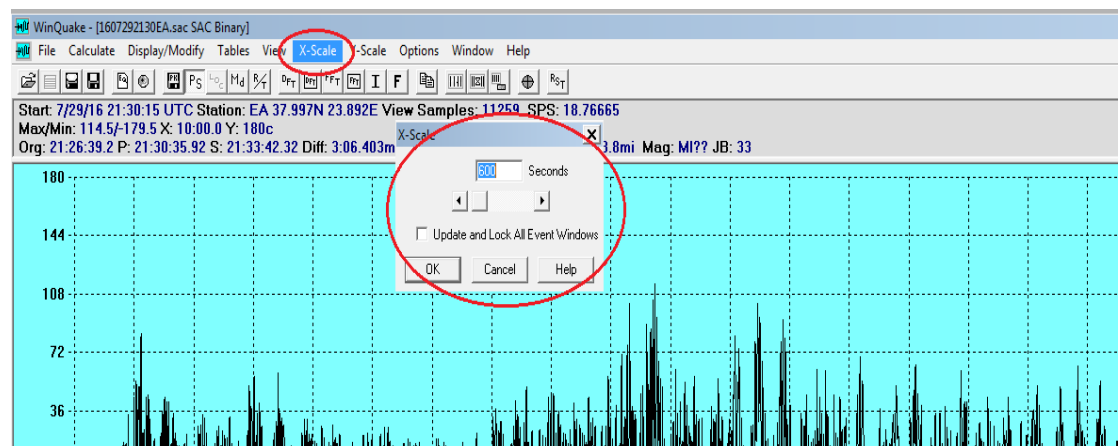 WinQuake - [1607292130EA.sac SAC Binary]
File Calculate Display/Modify Tables View X-Scale -Scale Options Window Help
PS Md I F
Start: 7/29/16 21:30:15 UTC Station: EA 37.997N 23.892E View Samples: 11259 SPS: 18.76665
Max/Min: 114.5/-179.5 X: 10:00.0 Y: 180c
Org: 21:26:39.2 P: 21:30:35.92 S: 21:33:42.32 Diff: 3:06.403m 3.8mi Mag: Ml?? JB: 33
X-Scale
600 Seconds
Update and Lock All Event Windows
OK Cancel Help
180
144
108
72
36